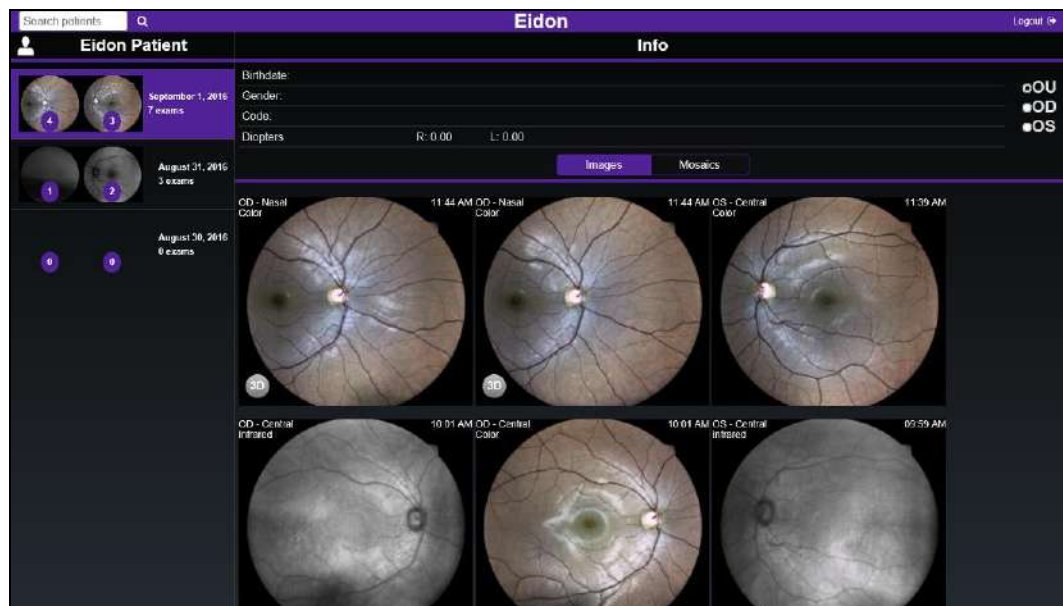 Search patients
Eidon
Logout
Eidon Patient
Info
September 1, 2016
7 exams
4
3
August 31, 2016
3 exams
1
2
August 30, 2016
0 exams
0
0
Birthdate:
Gender:
Code:
Diopters R: 0.00 L: 0.00
OU
OD
OS
Images
Mosaics
OD - Nasal 11:44 AM
Color
3D
OD - Nasal 11:44 AM
Color
3D
OS - Central 11:39 AM
Color
OD - Central 10:01 AM
Infrared
OD - Central 10:01 AM
Color
OS - Central 09:59 AM
Infrared